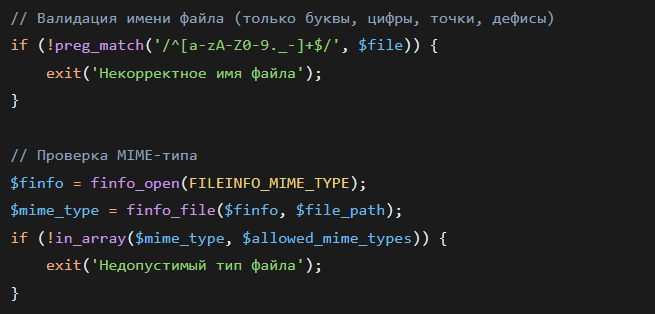 // Валидация имени файла (только буквы, цифры, точки, дефисы)
if (!preg_match('/^[a-zA-Z0-9._-]+$/', $file)) {
    exit('Некорректное имя файла');
}

// Проверка MIME-типа
$finfo = finfo_open(FILEINFO_MIME_TYPE);
$mime_type = finfo_file($finfo, $file_path);
if (!in_array($mime_type, $allowed_mime_types)) {
    exit('Недопустимый тип файла');
}